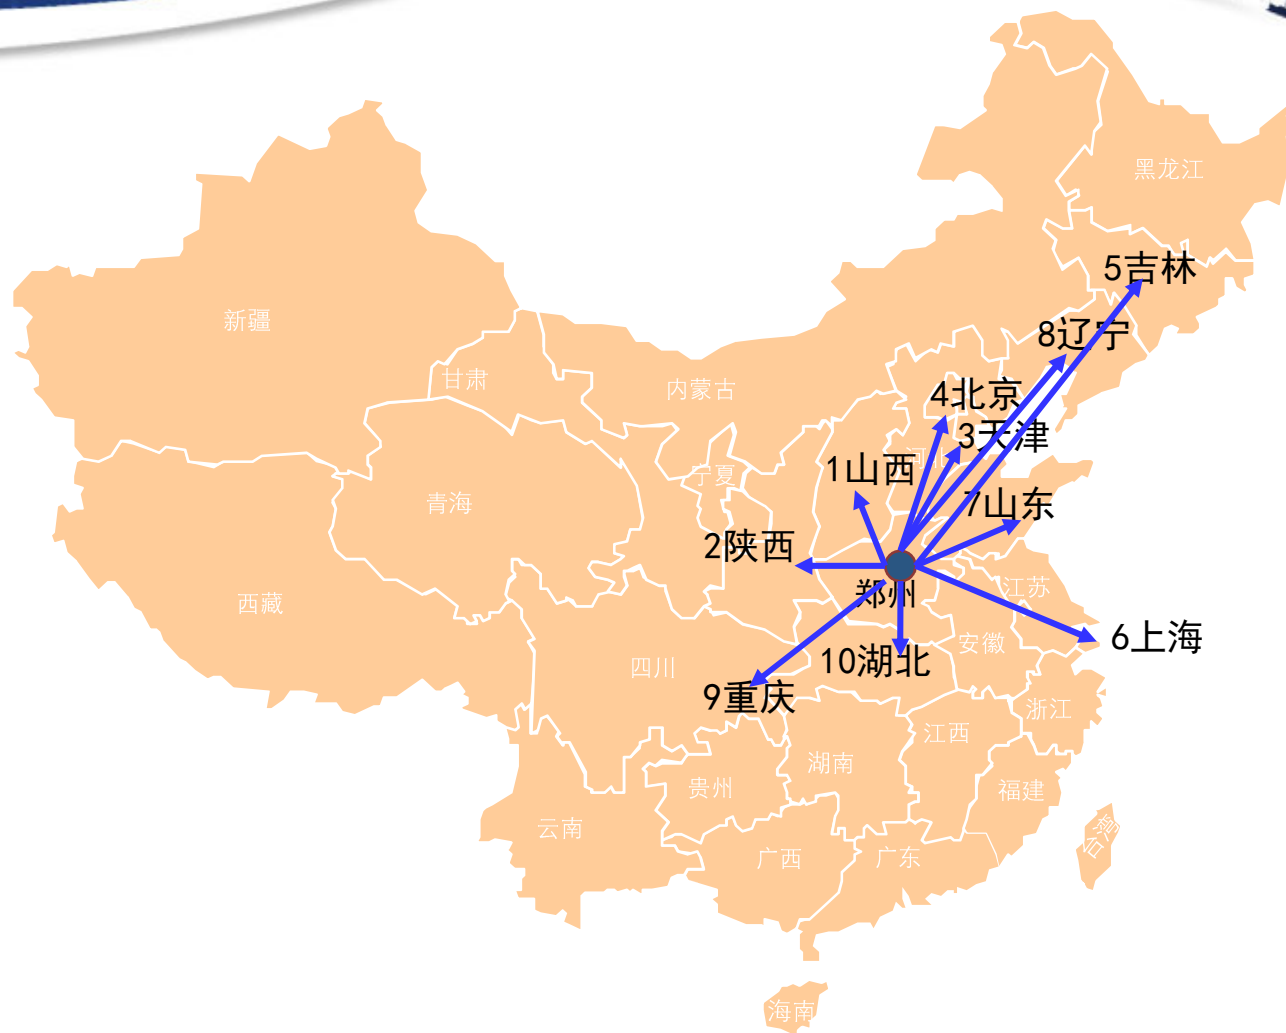 黑龙江
5吉林
新疆
8辽宁
甘肃
内蒙古
4北京
3天津
河北
1山西
宁夏
青海
7山东
2陕西
江苏
郑州
西藏
6上海
安徽
10湖北
四川
9重庆
浙江
江西
湖南
贵州
福建
云南
台湾
广西
广东
海南